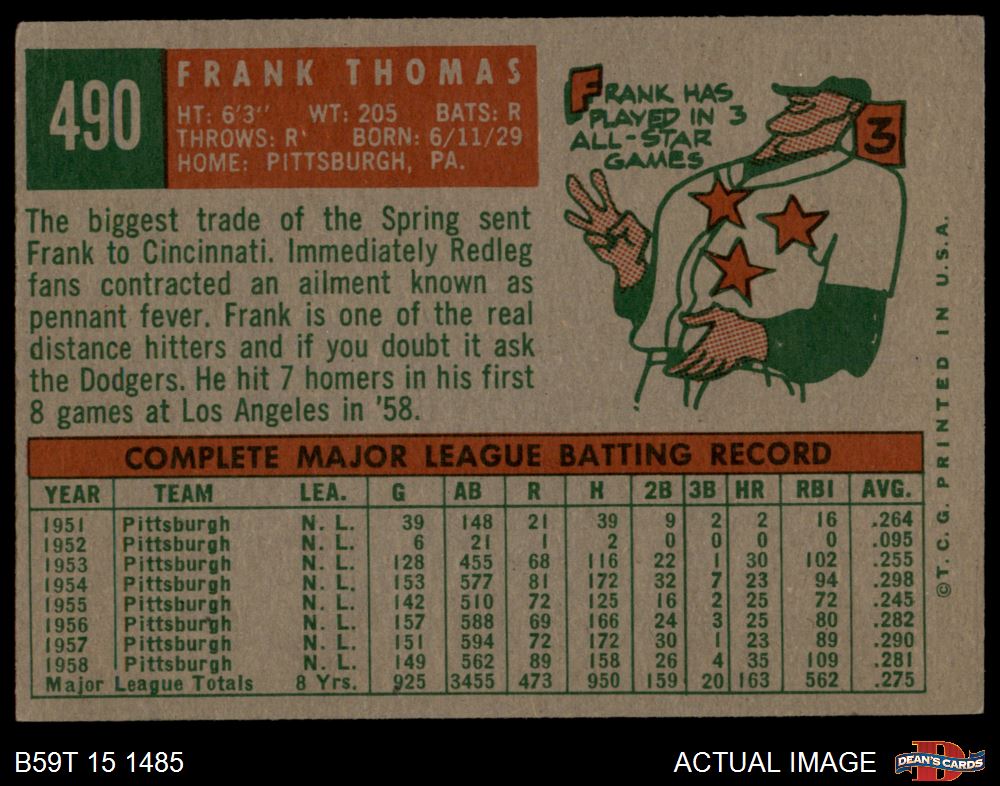 490
FRANK THOMAS
HT: 6'3" WT: 205 BATS: R
THROWS: R BORN: 6/11/29
HOME: PITTSBURGH, PA.
The biggest trade of the Spring sent
Frank to Cincinnati. Immediately Redleg
fans contracted an ailment known as
pennant fever. Frank is one of the real
distance hitters and if you doubt it ask
the Dodgers. He hit 7 homers in his first
8 games at Los Angeles in '58.
FRANK HAS
PLAYED IN 3
ALL-STAR
GAMES
3
COMPLETE MAJOR LEAGUE BATTING RECORD
YEAR TEAM LEA. G AB R H 2B 3B HR RBI AVG.
1951 Pittsburgh N. L. 39 148 21 39 9 2 2 16 .264
1952 Pittsburgh N. L. 6 21 1 2 0 0 0 0 .095
1953 Pittsburgh N. L. 128 455 68 116 22 1 30 102 .255
1954 Pittsburgh N. L. 153 577 81 172 32 7 23 94 .298
1955 Pittsburgh N. L. 142 510 72 125 16 2 25 72 .245
1956 Pittsburgh N. L. 157 588 69 166 24 3 25 80 .282
1957 Pittsburgh N. L. 151 594 72 172 30 1 23 89 .290
1958 Pittsburgh N. L. 149 562 89 158 26 4 35 109 .281
Major League Totals 8 Yrs. 925 3455 473 950 159 20 163 562 .275
©T. C. G. PRINTED IN U.S.A.
B59T 15 1485
ACTUAL IMAGE
D
DEAN'S CARDS